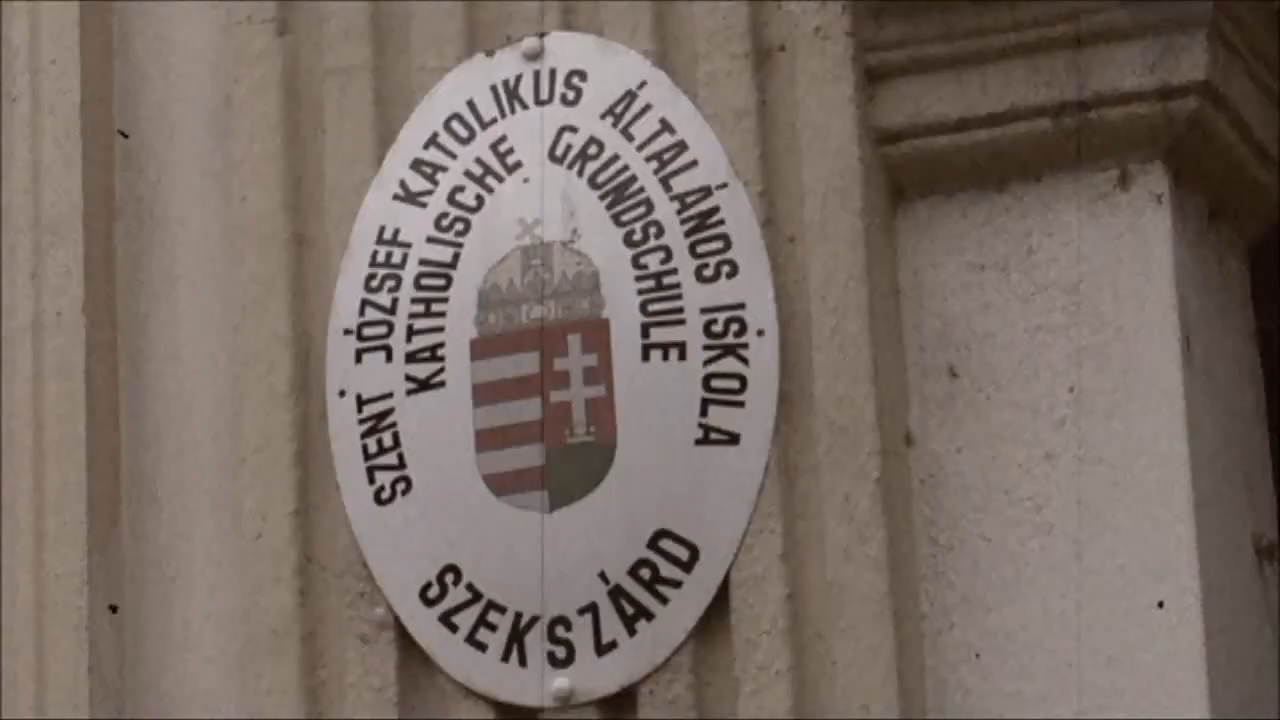 SZENT JÓZSEF KATOLIKUS ÁLTALÁNOS ISKOLA
KATHOLISCHE GRUNDSCHULE
SZEKSZÁRD